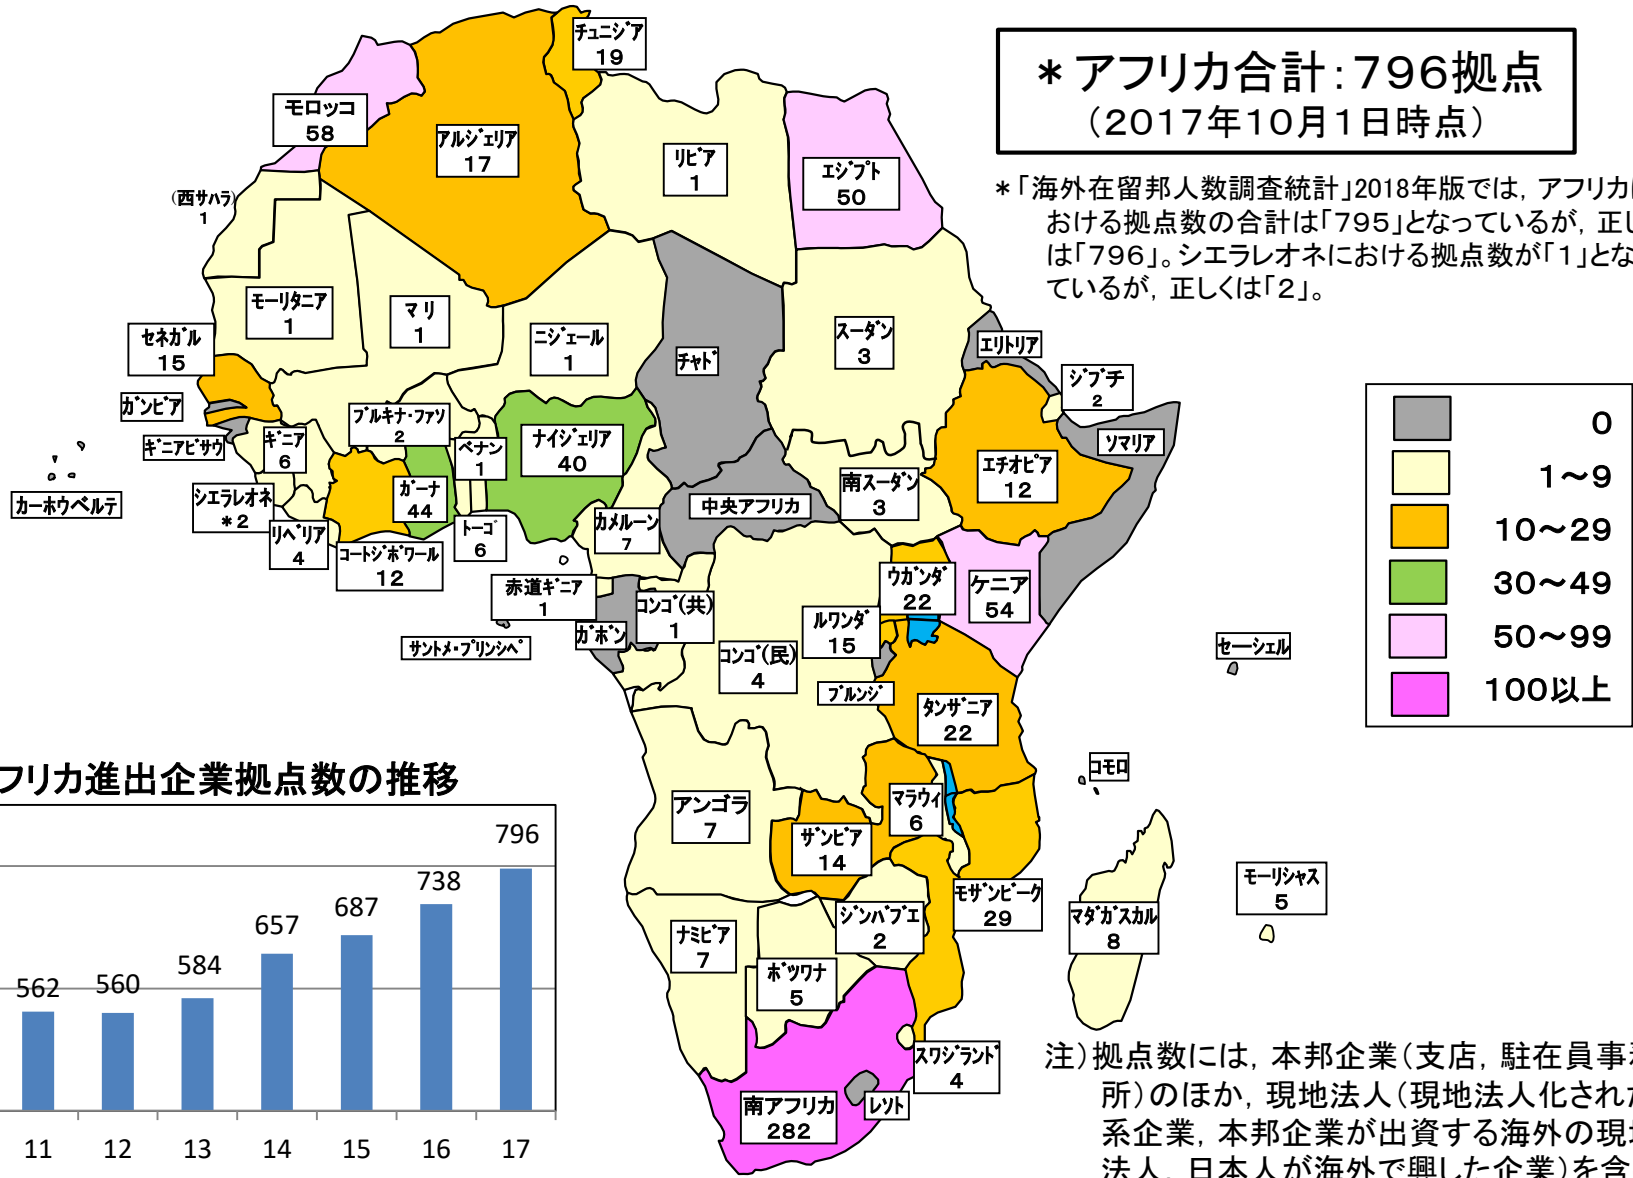 ＊アフリカ合計：７９６拠点
（２０１７年１０月１日時点）
＊「海外在留邦人数調査統計」2018年版では，アフリカに
おける拠点数の合計は「７９５」となっているが，正し
は「７９６」。シエラレオネにおける拠点数が「１」とな
ているが，正しくは「２」。
チュニジア
19
モロッコ
58
アルジェリア
17
リビア
1
エジプト
50
(西サハラ)
1
モーリタニア
1
マリ
1
ニジェール
1
チャド
スーダン
3
エリトリア
ジブチ
2
ソマリア
セネガル
15
ガンビア
ギニアビサウ
ギニア
6
ブルキナ・ファソ
2
ベナン
1
ナイジェリア
40
カーホウベルテ
シエラレオネ
＊2
リベリア
4
コートジボワール
12
ガーナ
44
トーゴ
6
カメルーン
7
中央アフリカ
南スーダン
3
エチオピア
12
赤道ギニア
1
サントメ・プリンシペ
ガボン
コンゴ(共)
1
コンゴ(民)
4
ウガンダ
22
ケニア
54
ルワンダ
15
ブルンジ
タンザニア
22
セーシェル
コモロ
アンゴラ
7
ザンビア
14
マラウィ
6
モザンビーク
29
ジンバブエ
2
マダガスカル
8
モーリシャス
5
ナミビア
7
ボツワナ
5
スワジランド
4
南アフリカ
282
レソト
0
1～9
10～29
30～49
50～99
100以上
フリカ進出企業拠点数の推移
562
560
584
657
687
738
796
11
12
13
14
15
16
17
注）拠点数には，本邦企業（支店，駐在員事務
所）のほか，現地法人（現地法人化された
系企業，本邦企業が出資する海外の現地
法人，日本人が海外で興した企業）を含